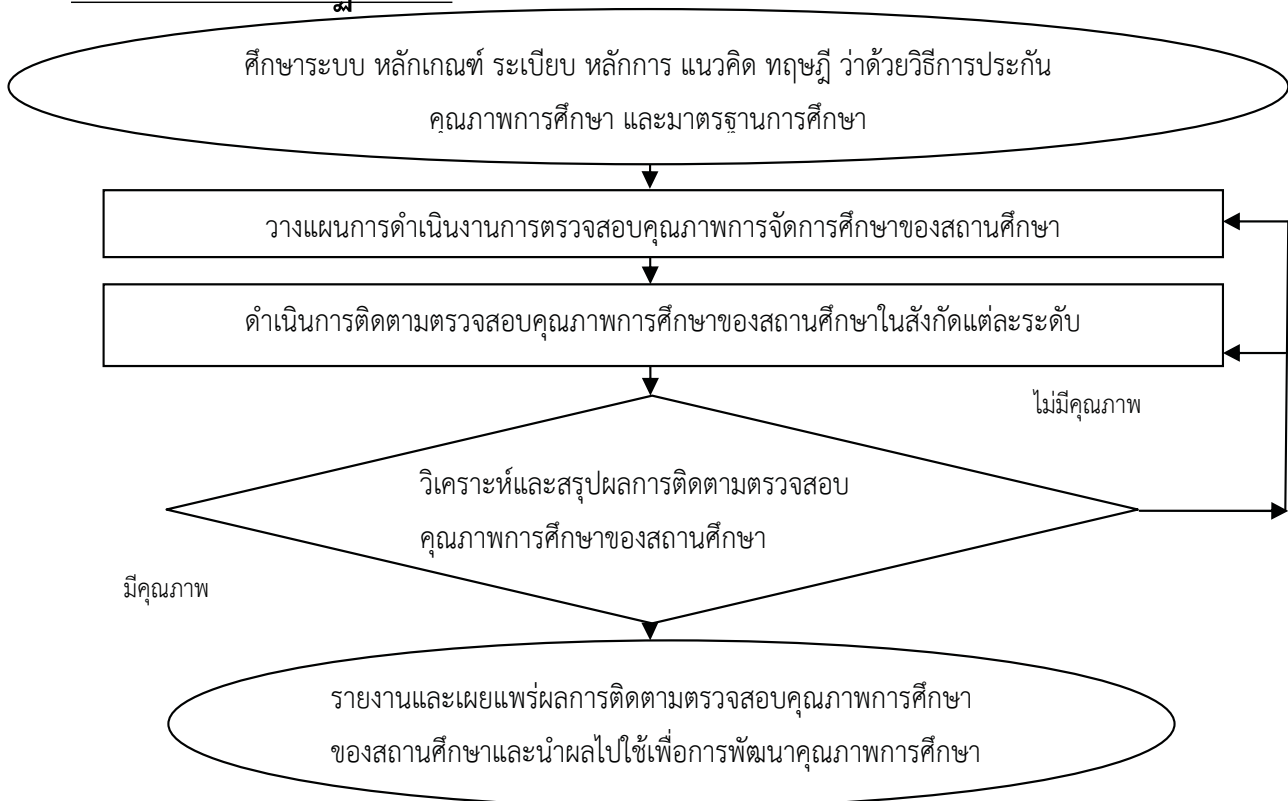 ศึกษาระบบ หลักเกณฑ์ ระเบียบ หลักการ แนวคิด ทฤษฎี ว่าด้วยวิธีการประกัน
คุณภาพการศึกษา และมาตรฐานการศึกษา
วางแผนการดำเนินงานการตรวจสอบคุณภาพการจัดการศึกษาของสถานศึกษา
ดำเนินการติดตามตรวจสอบคุณภาพการศึกษาของสถานศึกษาในสังกัดแต่ละระดับ
ไม่มีคุณภาพ
วิเคราะห์และสรุปผลการติดตามตรวจสอบ
คุณภาพการศึกษาของสถานศึกษา
มีคุณภาพ
รายงานและเผยแพร่ผลการติดตามตรวจสอบคุณภาพการศึกษา
ของสถานศึกษาและนำผลไปใช้เพื่อการพัฒนาคุณภาพการศึกษา